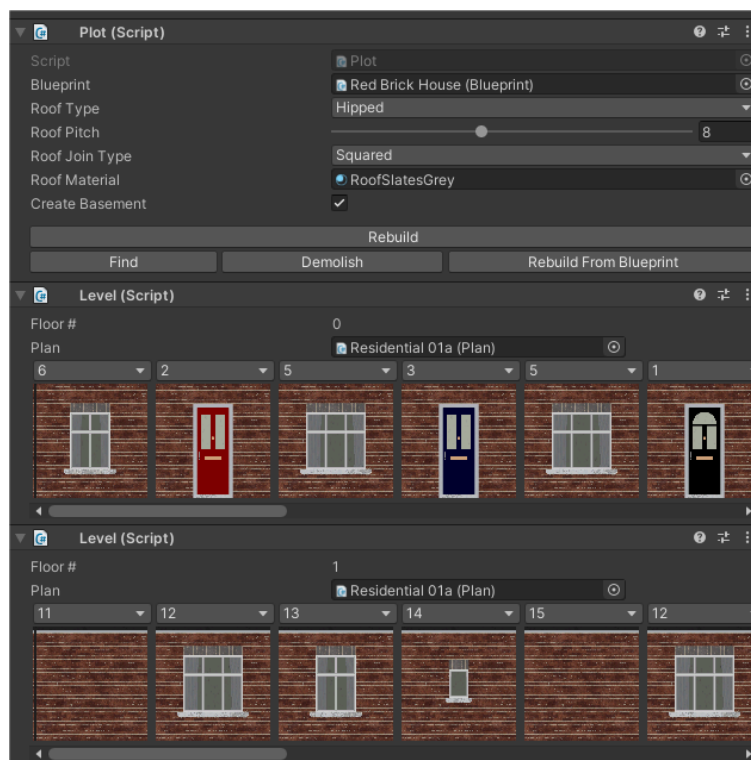 Plot (Script)
Script Plot
Blueprint Red Brick House (Blueprint)
Roof Type Hipped
Roof Pitch 8
Roof Join Type Squared
Roof Material RoofSlatesGrey
Create Basement
Rebuild
Find Demolish Rebuild From Blueprint
Level (Script)
Floor # 0
Plan Residential 01a (Plan)
6 2 5 3 5 1
Level (Script)
Floor # 1
Plan Residential 01a (Plan)
11 12 13 14 15 12